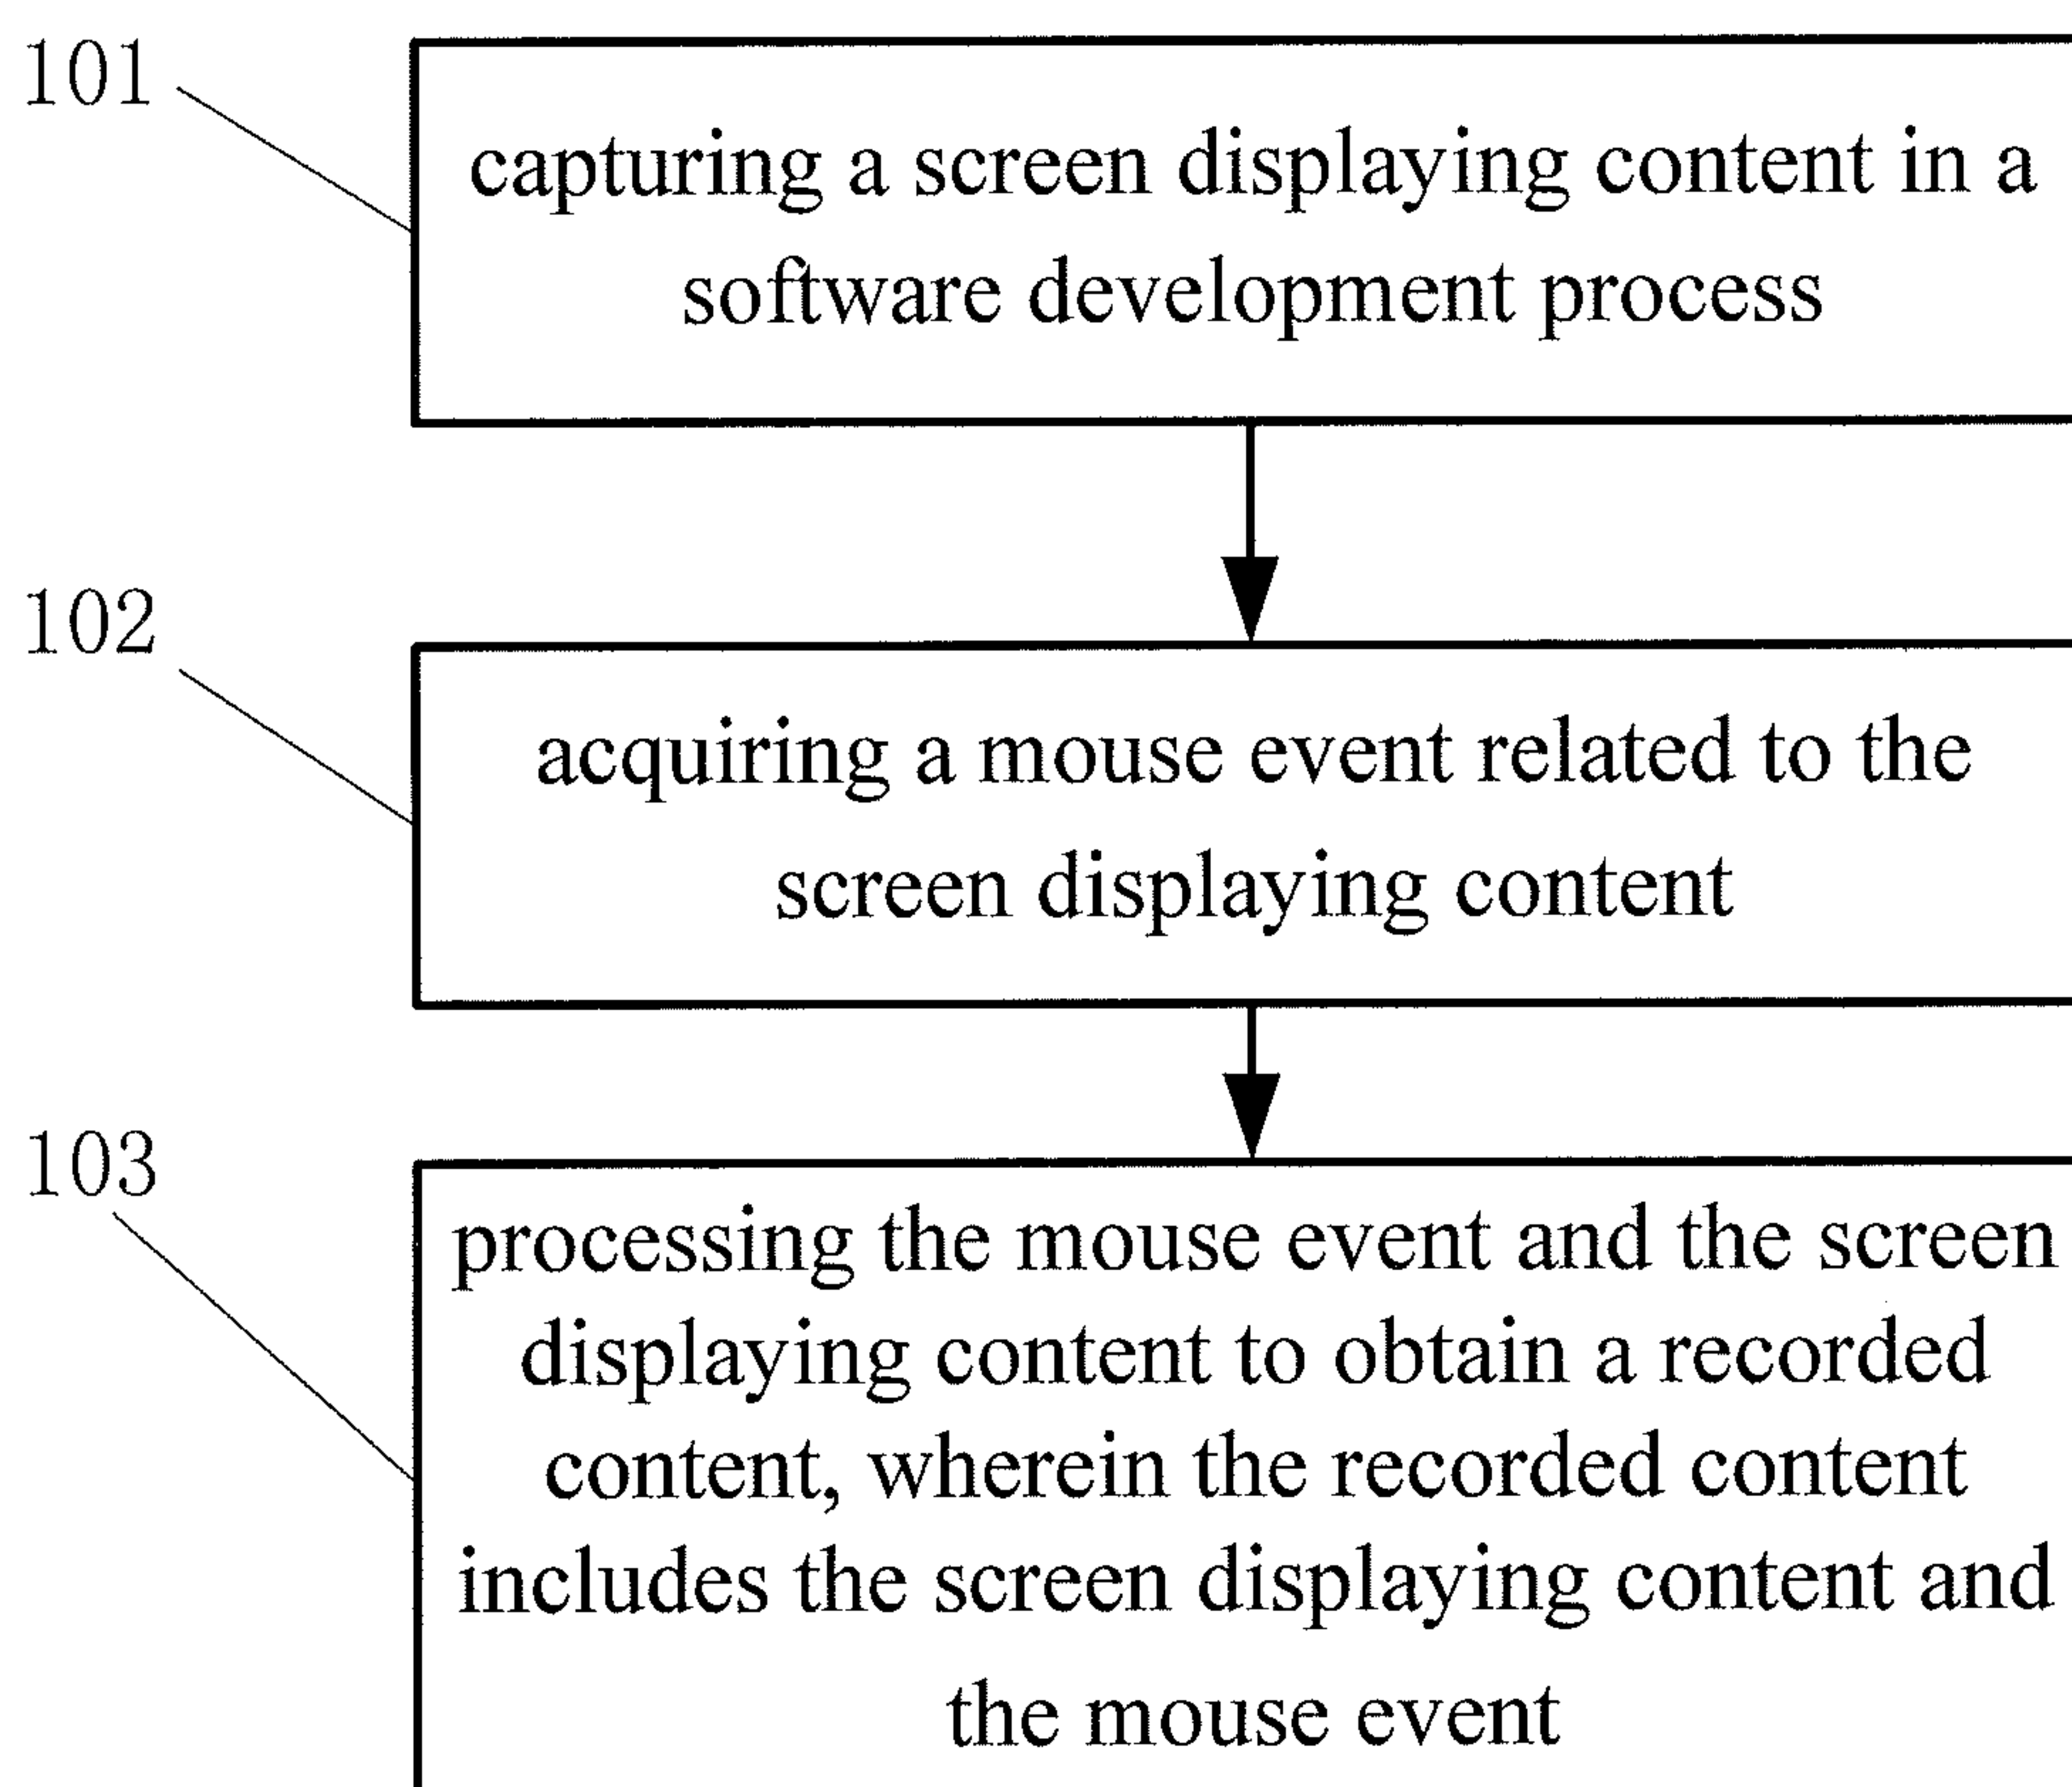 101
capturing a screen displaying content in a
software development process
102
acquiring a mouse event related to the
screen displaying content
103
processing the mouse event and the screen
displaying content to obtain a recorded
content, wherein the recorded content
includes the screen displaying content and
the mouse event